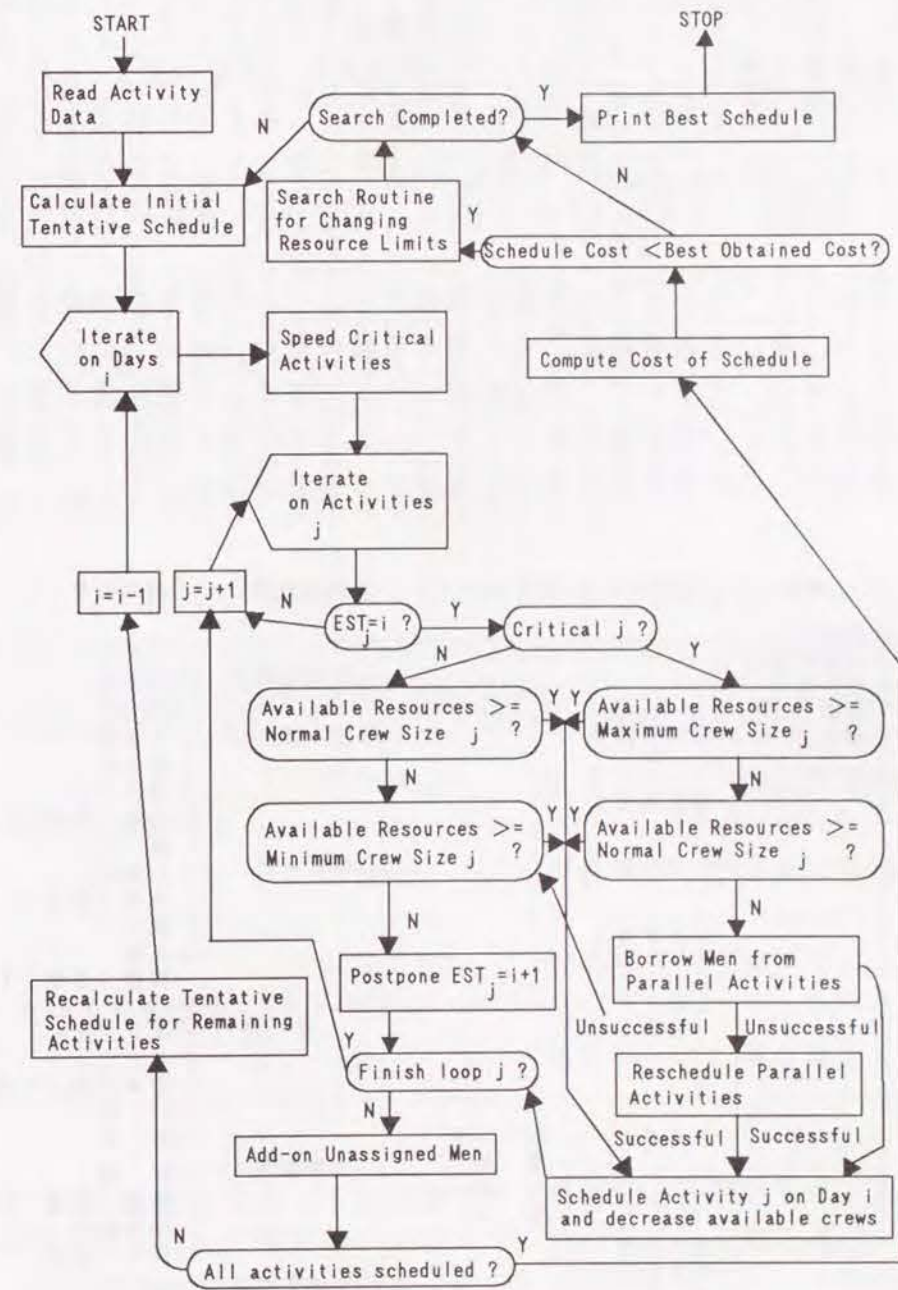 START
STOP
Read Activity
Data
N
Search Completed?
Y
Print Best Schedule
Calculate Initial
Tentative Schedule
Search Routine
for Changing
Resource Limits
Y
N
Schedule Cost <Best Obtained Cost?
Iterate
on Days
i
Speed Critical
Activities
Compute Cost of Schedule
Iterate
on Activities
j
i=i-1
j=j+1
N
ESTj=i ?
Y
Critical j ?
N
Y
Available Resources >=
Normal Crew Size j ?
Y
Y
Available Resources >=
Maximum Crew Size j ?
N
N
Available Resources >=
Minimum Crew Size j ?
Y
Y
Available Resources >=
Normal Crew Size j ?
N
N
Postpone ESTj=i+1
Borrow Men from
Parallel Activities
Recalculate Tentative
Schedule for Remaining
Activities
Unsuccessful
Unsuccessful
Y
Finish loop j ?
Reschedule Parallel
Activities
N
Successful
Successful
Add-on Unassigned Men
Schedule Activity j on Day i
and decrease available crews
N
All activities scheduled ?
Y